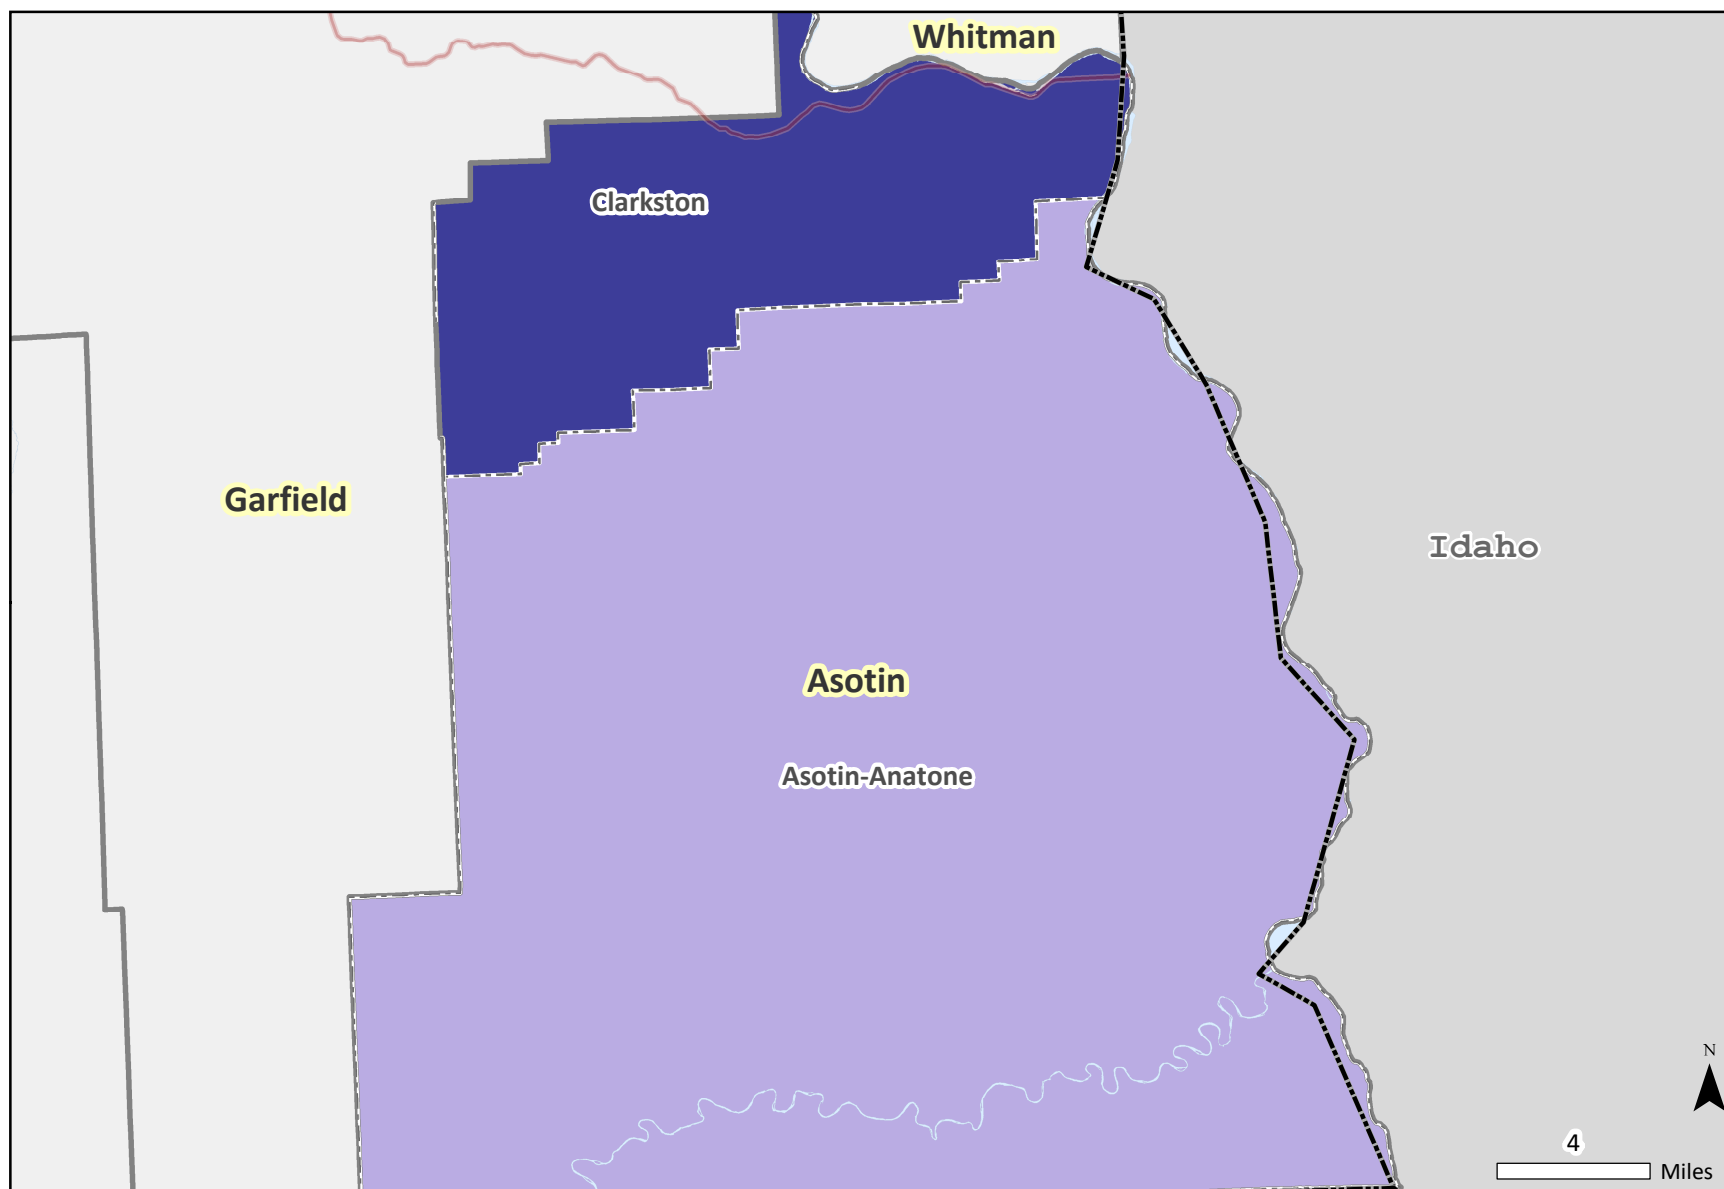 Whitman
Clarkston
Garfield
Idaho
Asotin
Asotin-Anatone
N
4
Miles